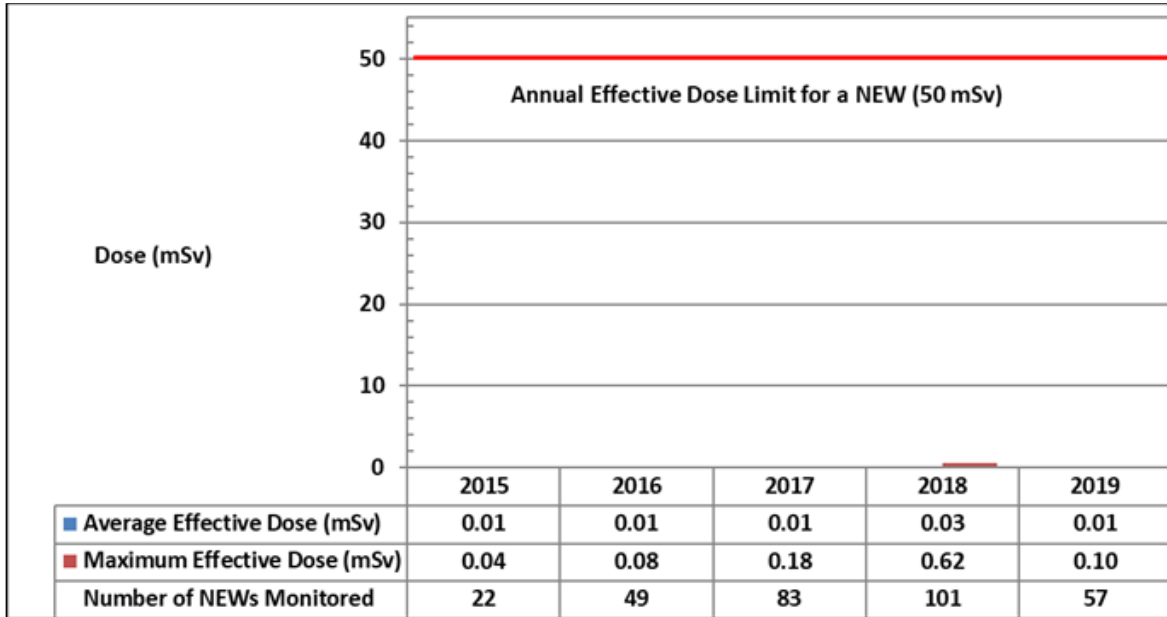 50
Annual Effective Dose Limit for a NEW (50 mSv)
40
30
Dose (mSv)
20
10
0
2015 2016 2017 2018 2019
Average Effective Dose (mSv) 0.01 0.01 0.01 0.03 0.01
Maximum Effective Dose (mSv) 0.04 0.08 0.18 0.62 0.10
Number of NEWs Monitored 22 49 83 101 57